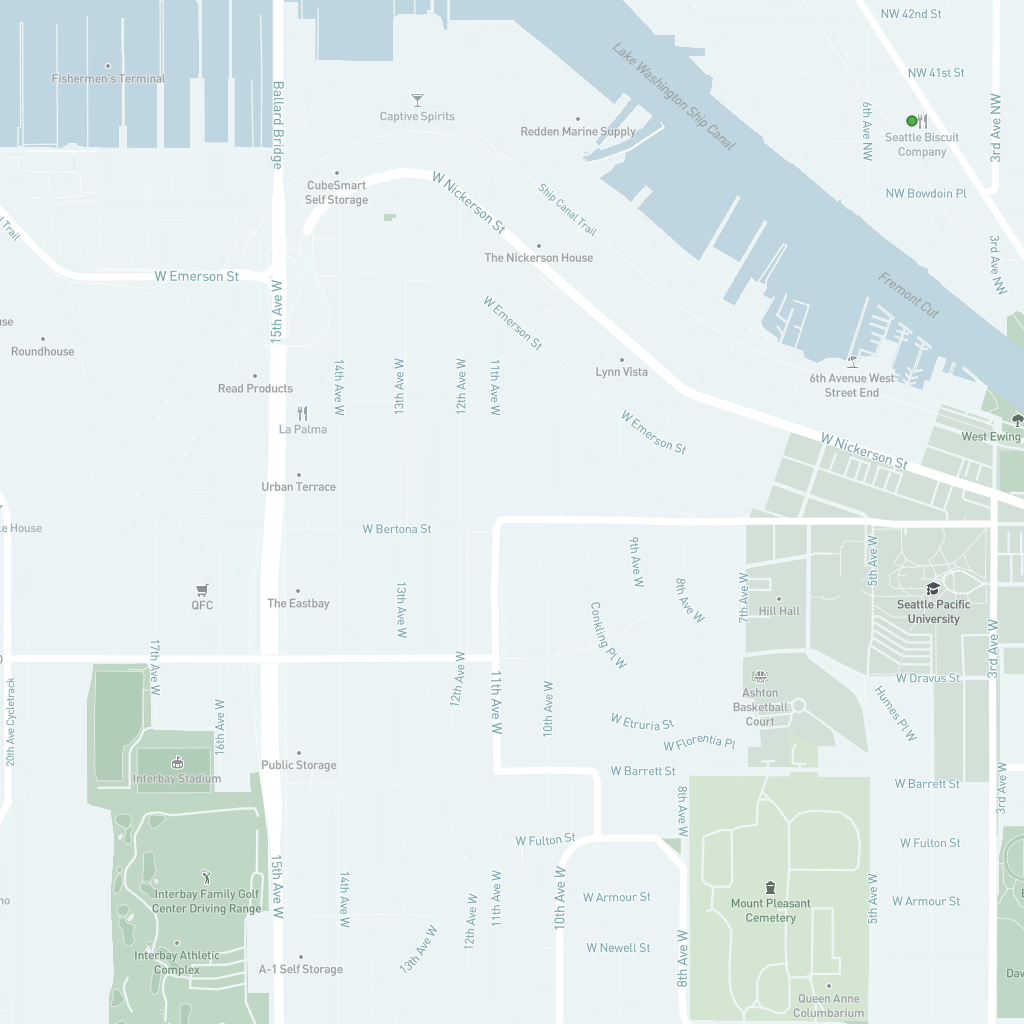 NW 42nd St
NW 41st St
Lake Washington Ship Canal
Fishermen's Terminal
Ballard Bridge
Captive Spirits
Redden Marine Supply
6th Ave NW
Seattle Biscuit
Company
3rd Ave NW
CubeSmart
Self Storage
W Nickerson St
Ship Canal Trail
NW Bowdoin Pl
Trail
The Nickerson House
3rd Ave NW
W Emerson St
15th Ave W
W Emerson St
Fremont Cut
Roundhouse
Read Products
14th Ave W
13th Ave W
12th Ave W
11th Ave W
Lynn Vista
6th Avenue West
Street End
La Palma
W Emerson St
W Nickerson St
West Ewing
Urban Terrace
House
W Bertona St
9th Ave W
8th Ave W
7th Ave W
5th Ave W
QFC
The Eastbay
13th Ave W
Conkling Pl W
Hill Hall
Seattle Pacific
University
17th Ave W
12th Ave W
11th Ave W
10th Ave W
3rd Ave W
W Dravus St
Ashton
Basketball
Court
Humes Pl W
20th Ave Cycletrack
16th Ave W
W Etruria St
W Florentia Pl
Interbay Stadium
Public Storage
W Barrett St
W Barrett St
3rd Ave W
8th Ave W
W Fulton St
W Fulton St
Interbay Family Golf
Center Driving Range
15th Ave W
14th Ave W
11th Ave W
10th Ave W
W Armour St
Mount Pleasant
Cemetery
5th Ave W
W Armour St
12th Ave W
13th Ave W
W Newell St
8th Ave W
Interbay Athletic
Complex
A-1 Self Storage
Queen Anne
Columbarium